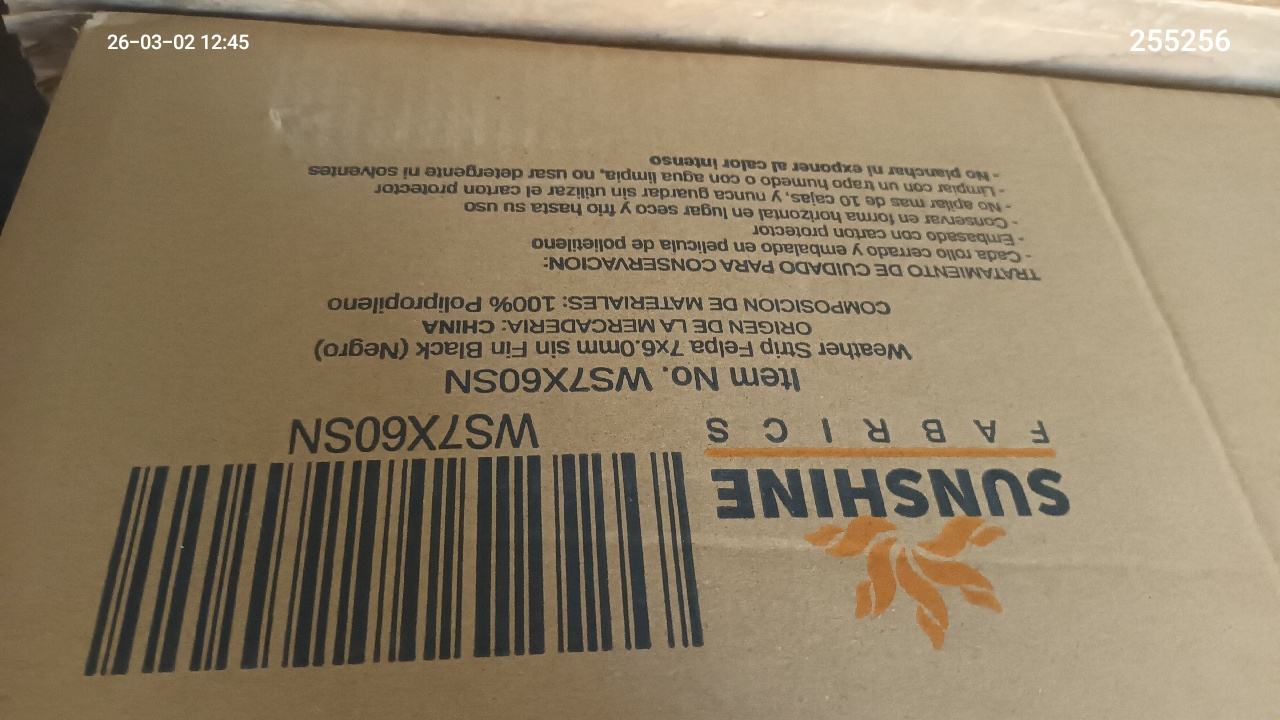 26-03-02 12:45
255256
SUNSHINE
FABRICS
WS7X60SN
Item No. WS7X60SN
Weather Strip Felpa 7x6.0mm sin Fin Black (Negro)
ORIGEN DE LA MERCADERIA: CHINA
COMPOSICION DE MATERIALES: 100% Polipropileno
TRATAMIENTO DE CUIDADO PARA CONSERVACION:
- Cada rollo cerrado y embalado en pelicula de polietileno
- Embasado con carton protector
- Conservar en forma horizontal en lugar seco y frio hasta su uso
- No apilar mas de 10 cajas, y nunca guardar sin utilizar el carton protector
- Limpiar con un trapo humedo o con agua limpia, no usar detergente ni solventes
- No planchar ni exponer al calor intenso